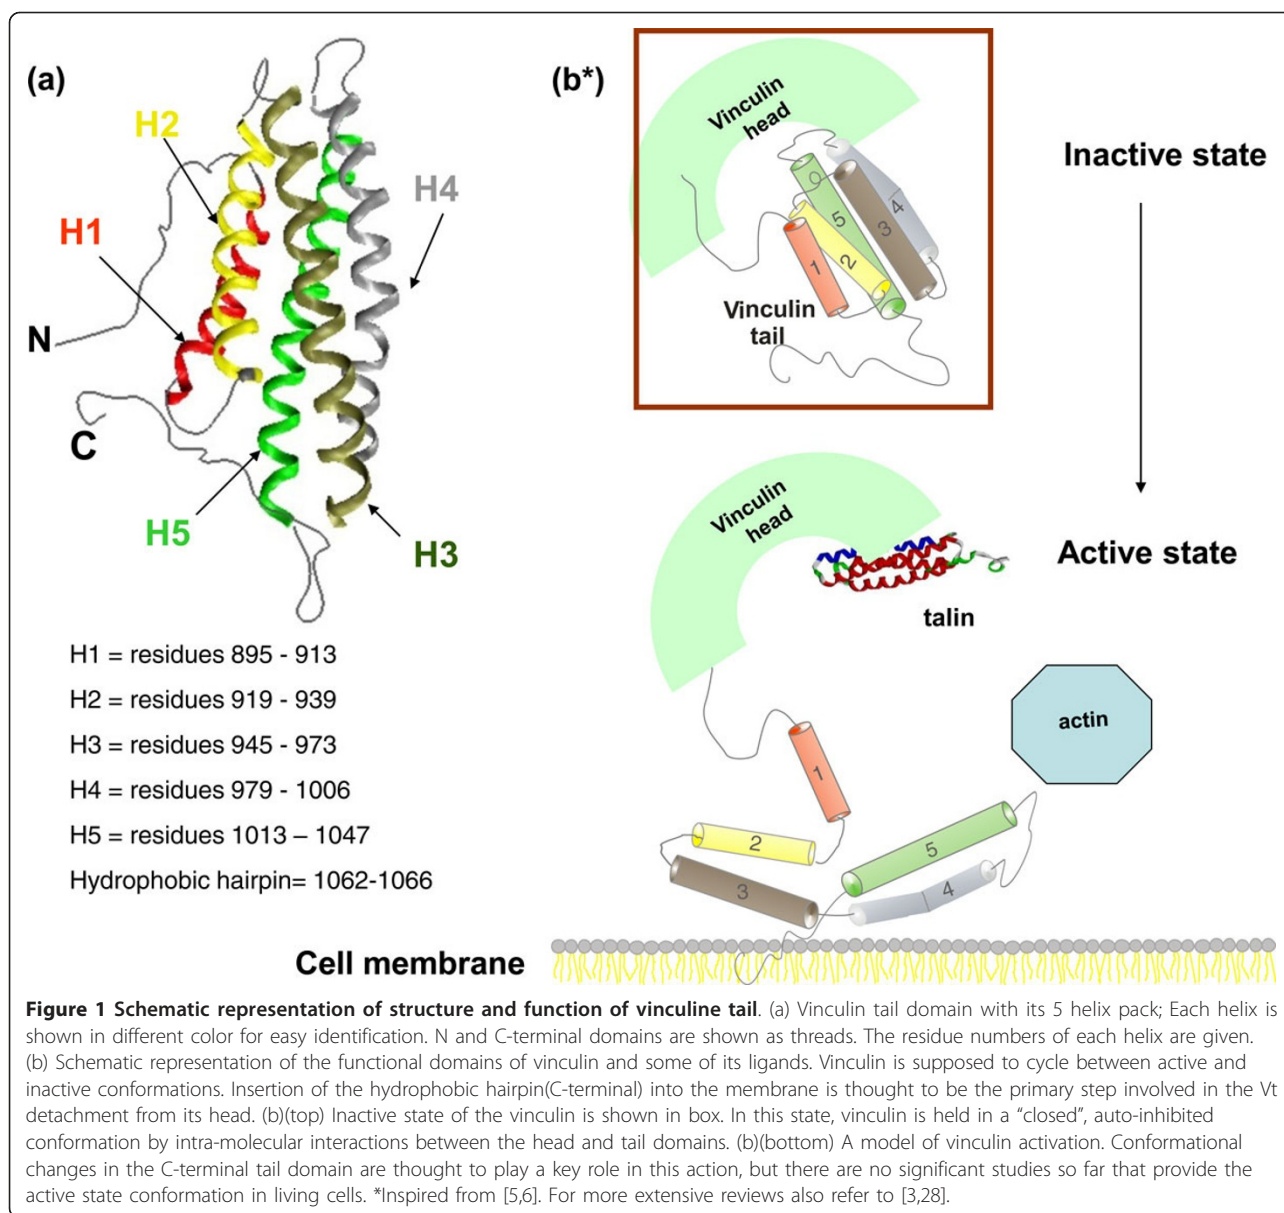 (a)
H2
H1
H4
N
C
H5
H3
H1 = residues 895 - 913
H2 = residues 919 - 939
H3 = residues 945 - 973
H4 = residues 979 - 1006
H5 = residues 1013 – 1047
Hydrophobic hairpin= 1062-1066
(b*)
Vinculin
head
5
4
3
2
1
Vinculin
tail
Inactive state
Active state
Vinculin
head
talin
actin
1
2
3
5
4
Cell membrane
Figure 1 Schematic representation of structure and function of vinculine tail. (a) Vinculin tail domain with its 5 helix pack; Each helix is
shown in different color for easy identification. N and C-terminal domains are shown as threads. The residue numbers of each helix are given.
(b) Schematic representation of the functional domains of vinculin and some of its ligands. Vinculin is supposed to cycle between active and
inactive conformations. Insertion of the hydrophobic hairpin(C-terminal) into the membrane is thought to be the primary step involved in the Vt
detachment from its head. (b)(top) Inactive state of the vinculin is shown in box. In this state, vinculin is held in a “closed”, auto-inhibited
conformation by intra-molecular interactions between the head and tail domains. (b)(bottom) A model of vinculin activation. Conformational
changes in the C-terminal tail domain are thought to play a key role in this action, but there are no significant studies so far that provide the
active state conformation in living cells. *Inspired from [5,6]. For more extensive reviews also refer to [3,28].